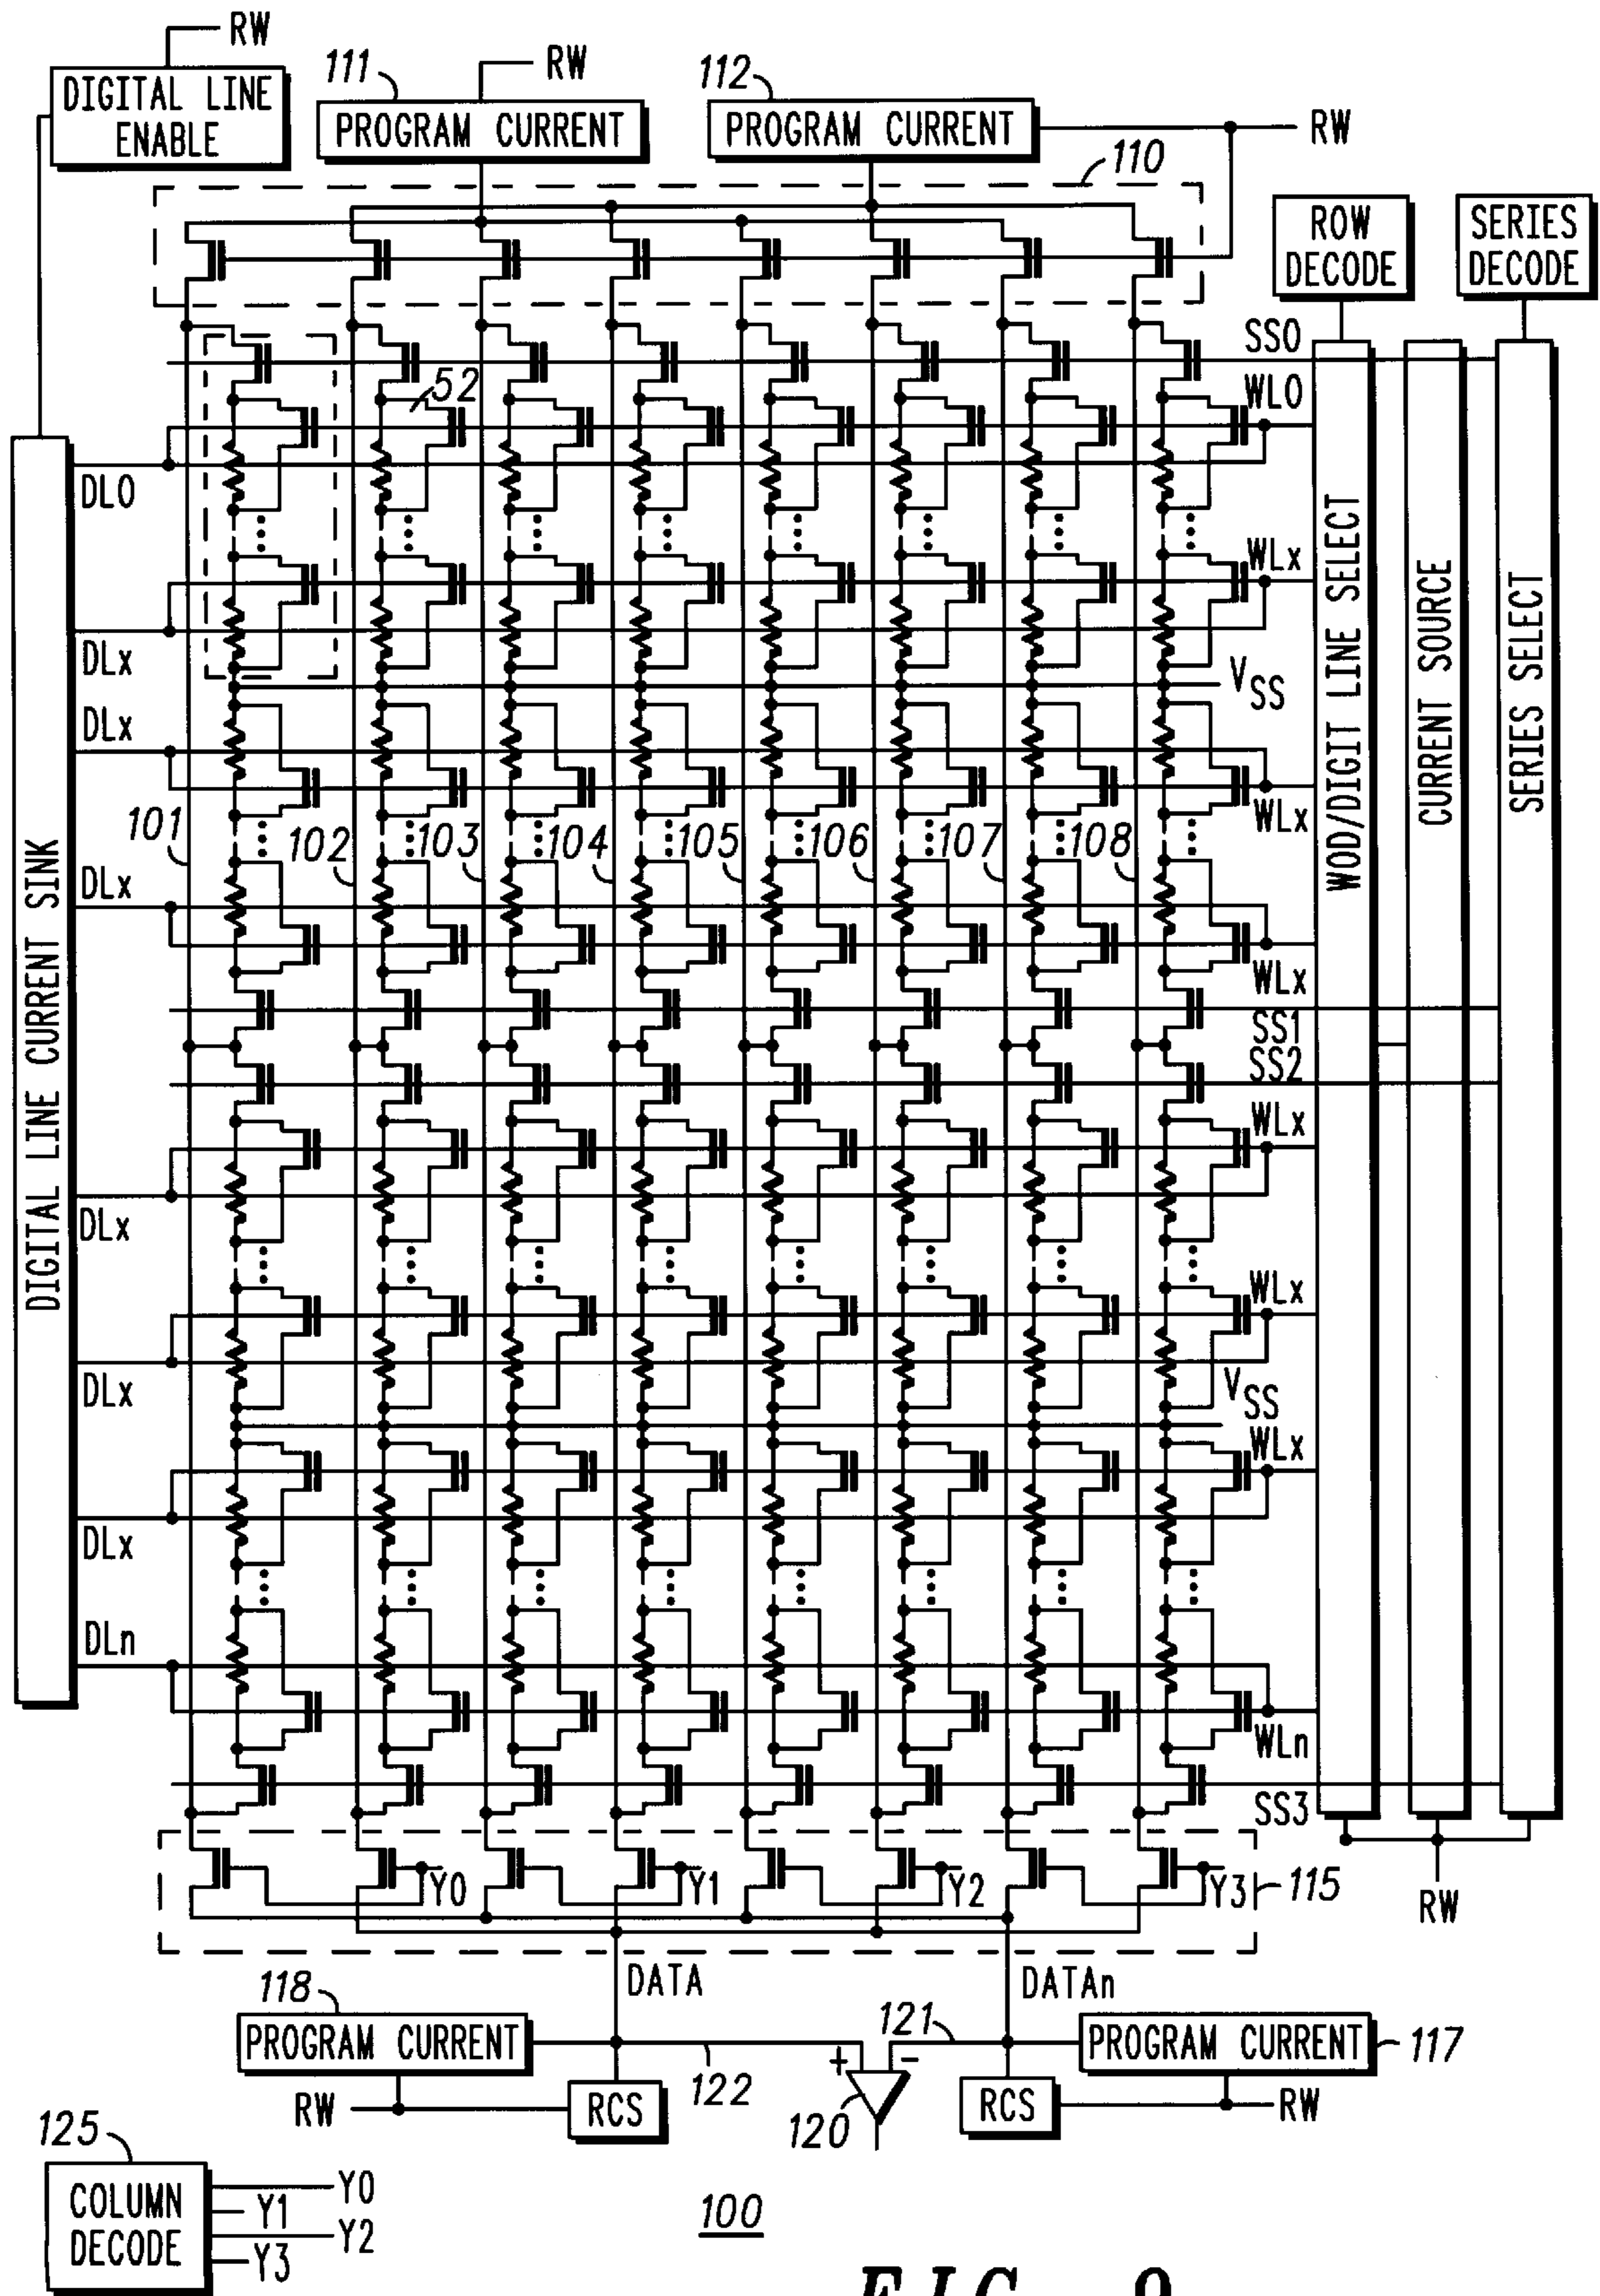 RW
DIGITAL LINE
ENABLE
111
RW
PROGRAM CURRENT
112
PROGRAM CURRENT
RW
110
ROW
DECODE
SERIES
DECODE
SS0
WL0
52
DL0
WLx
DLx
VSS
DLx
WLx
101
102
103
104
105
106
107
108
DLx
WLx
SS1
SS2
WLx
DLx
WLx
DLx
VSS
WLx
DLx
DLn
WLn
SS3
DIGITAL LINE CURRENT SINK
WOD/DIGIT LINE SELECT
CURRENT SOURCE
SERIES SELECT
Y0
Y1
Y2
Y3
115
RW
DATA
DATAn
118
PROGRAM CURRENT
121
PROGRAM CURRENT
117
+
-
122
RW
RCS
120
RCS
RW
125
COLUMN
DECODE
Y0
Y1
Y2
Y3
100